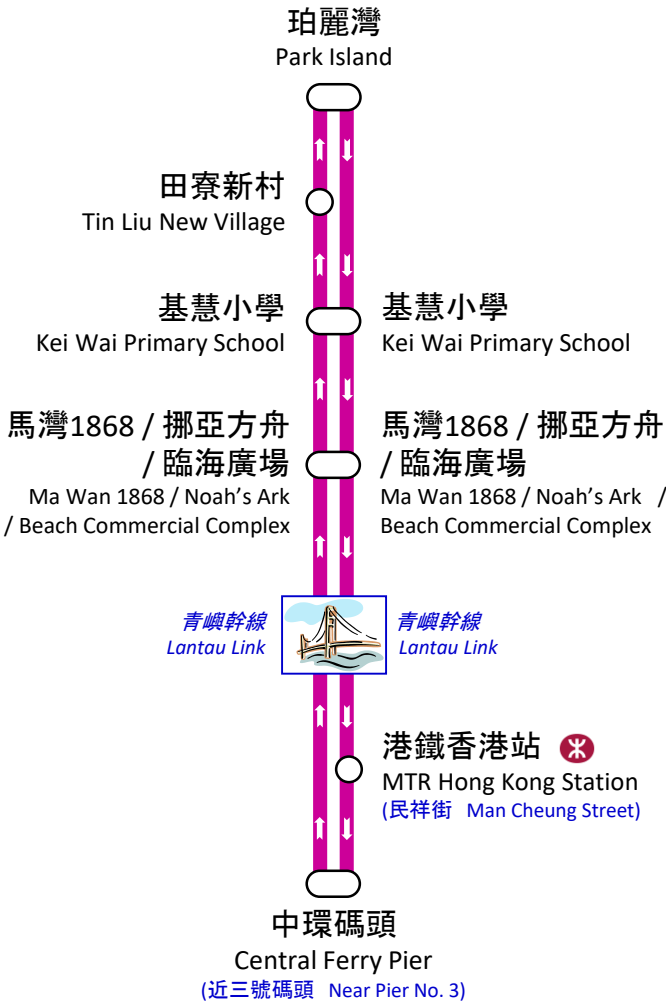 珀麗灣
Park Island
田寮新村
Tin Liu New Village
基慧小學
Kei Wai Primary School
基慧小學
Kei Wai Primary School
馬灣1868 / 挪亞方舟
/ 臨海廣場
Ma Wan 1868 / Noah's Ark
/ Beach Commercial Complex
馬灣1868 / 挪亞方舟
/ 臨海廣場
Ma Wan 1868 / Noah's Ark /
Beach Commercial Complex
青嶼幹線
Lantau Link
青嶼幹線
Lantau Link
港鐵香港站
MTR Hong Kong Station
(民祥街 Man Cheung Street)
中環碼頭
Central Ferry Pier
(近三號碼頭 Near Pier No. 3)